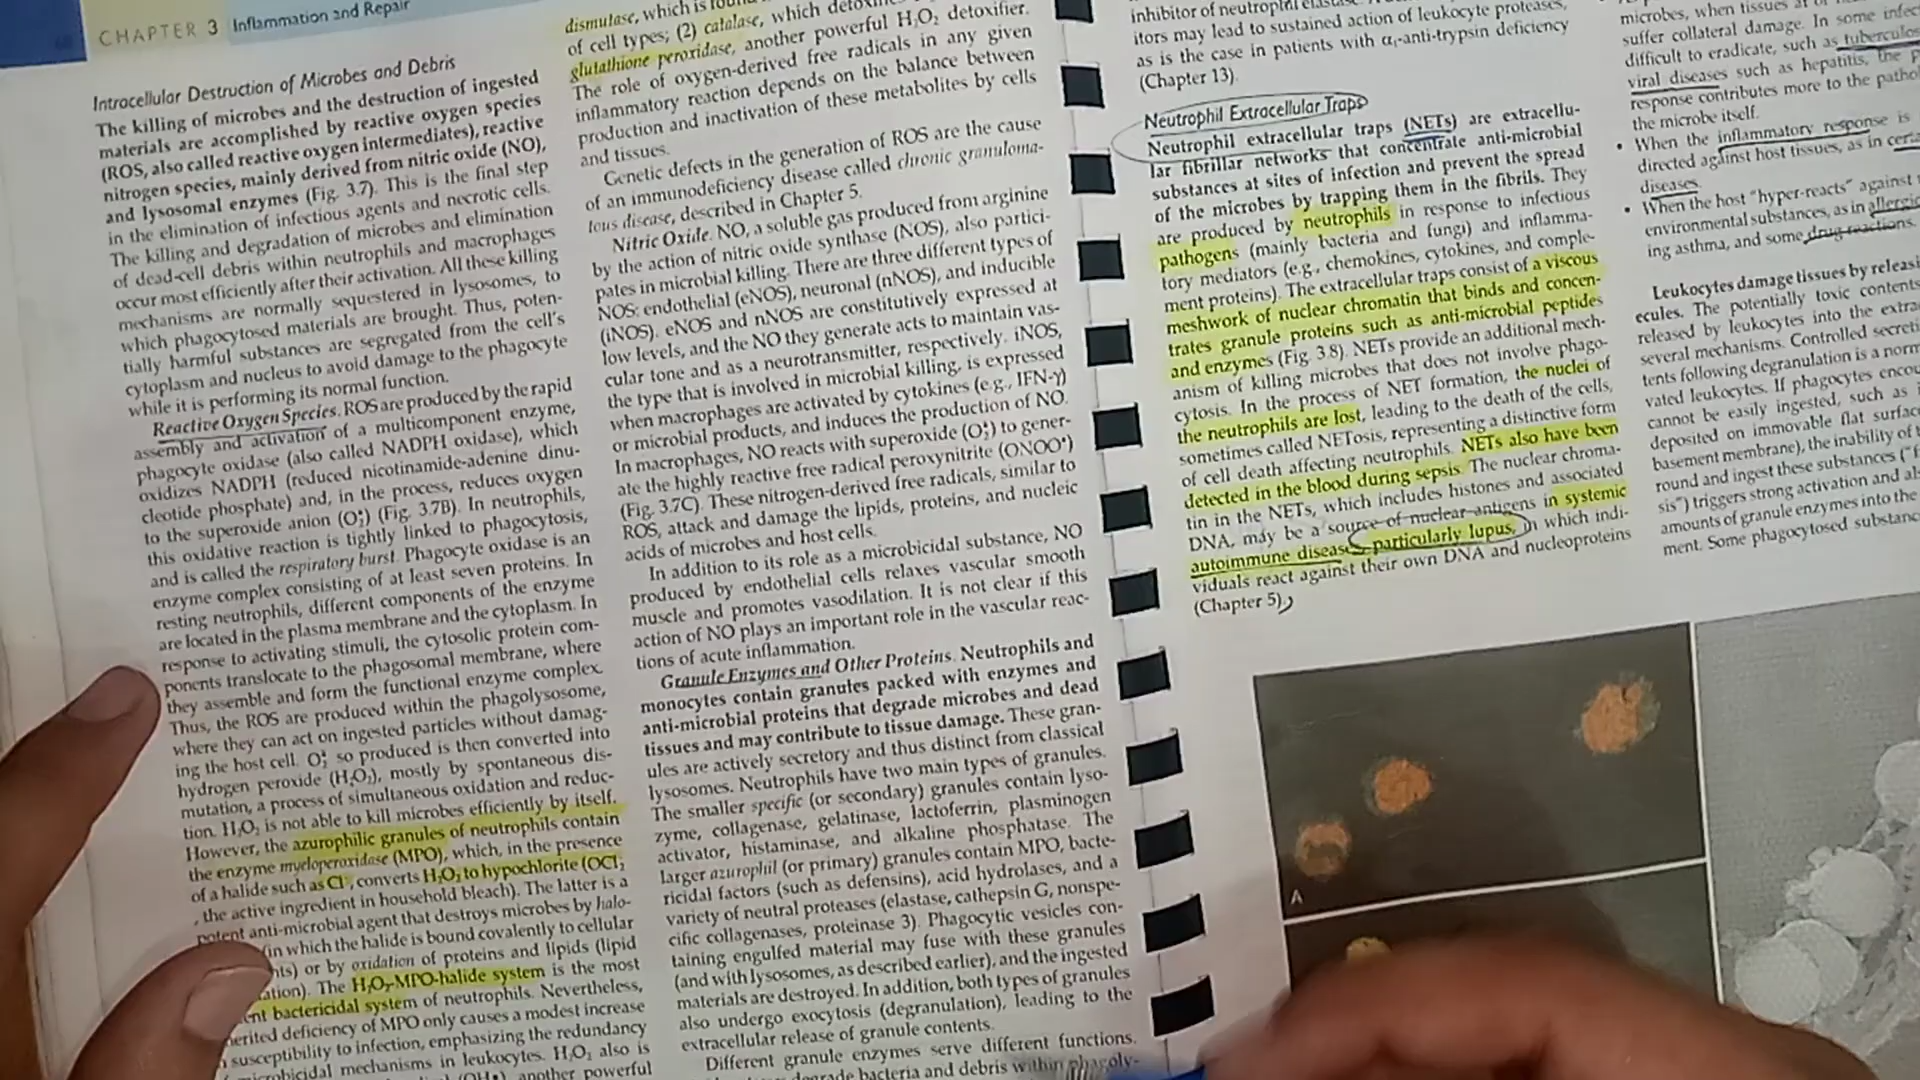 CHAPTER 3 Inflammation and Repair
Intracellular Destruction of Microbes and Debris
The killing of microbes and the destruction of ingested
materials are accomplished by reactive oxygen species
(ROS, also called reactive oxygen intermediates), reactive
nitrogen species, mainly derived from nitric oxide (NO),
and lysosomal enzymes (Fig. 3.7). This is the final step
in the elimination of infectious agents and necrotic cells.
The killing and degradation of microbes and elimination
of dead-cell debris within neutrophils and macrophages
occur most efficiently after their activation. All these killing
mechanisms are normally sequestered in lysosomes, to
which phagocytosed materials are brought. Thus, poten-
tially harmful substances are segregated from the cell's
cytoplasm and nucleus to avoid damage to the phagocyte
while it is performing its normal function.
Reactive Oxygen Species. ROS are produced by the rapid
assembly and activation of a multicomponent enzyme,
phagocyte oxidase (also called NADPH oxidase), which
oxidizes NADPH (reduced nicotinamide-adenine dinu-
cleotide phosphate) and, in the process, reduces oxygen
to the superoxide anion (O₂•) (Fig. 3.7B). In neutrophils,
this oxidative reaction is tightly linked to phagocytosis,
and is called the respiratory burst. Phagocyte oxidase is an
enzyme complex consisting of at least seven proteins. In
resting neutrophils, different components of the enzyme
are located in the plasma membrane and the cytoplasm. In
response to activating stimuli, the cytosolic protein com-
ponents translocate to the phagosomal membrane, where
they assemble and form the functional enzyme complex.
Thus, the ROS are produced within the phagolysosome,
where they can act on ingested particles without damag-
ing the host cell. O₂• so produced is then converted into
hydrogen peroxide (H₂O₂), mostly by spontaneous dis-
mutation, a process of simultaneous oxidation and reduc-
tion. H₂O₂ is not able to kill microbes efficiently by itself.
However, the azurophilic granules of neutrophils contain
the enzyme myeloperoxidase (MPO), which, in the presence
of a halide such as Cl⁻, converts H₂O₂ to hypochlorite (OCl⁻,
the active ingredient in household bleach). The latter is a
potent anti-microbial agent that destroys microbes by halo-
(in which the halide is bound covalently to cellular
or by oxidation of proteins and lipids (lipid
The H₂O₂-MPO-halide system is the most
bactericidal system of neutrophils. Nevertheless,
deficiency of MPO only causes a modest increase
susceptibility to infection, emphasizing the redundancy
mechanisms in leukocytes. H₂O₂ also is
(OH•), another powerful
dismutase, which is found
of cell types; (2) catalase, which
glutathione peroxidase, another powerful H₂O₂ detoxifier.
The role of oxygen-derived free radicals in any given
inflammatory reaction depends on the balance between
production and inactivation of these metabolites by cells
and tissues.
Genetic defects in the generation of ROS are the cause
of an immunodeficiency disease called chronic granuloma-
tous disease, described in Chapter 5.
Nitric Oxide. NO, a soluble gas produced from arginine
by the action of nitric oxide synthase (NOS), also partici-
pates in microbial killing. There are three different types of
NOS: endothelial (eNOS), neuronal (nNOS), and inducible
(iNOS). eNOS and nNOS are constitutively expressed at
low levels, and the NO they generate acts to maintain vas-
cular tone and as a neurotransmitter, respectively. iNOS,
the type that is involved in microbial killing, is expressed
when macrophages are activated by cytokines (e.g., IFN-γ)
or microbial products, and induces the production of NO.
In macrophages, NO reacts with superoxide (O₂•) to gener-
ate the highly reactive free radical peroxynitrite (ONOO•)
(Fig. 3.7C). These nitrogen-derived free radicals, similar to
ROS, attack and damage the lipids, proteins, and nucleic
acids of microbes and host cells.
In addition to its role as a microbicidal substance, NO
produced by endothelial cells relaxes vascular smooth
muscle and promotes vasodilation. It is not clear if this
action of NO plays an important role in the vascular reac-
tions of acute inflammation.
Granule Enzymes and Other Proteins. Neutrophils and
monocytes contain granules packed with enzymes and
anti-microbial proteins that degrade microbes and dead
tissues and may contribute to tissue damage. These gran-
ules are actively secretory and thus distinct from classical
lysosomes. Neutrophils have two main types of granules.
The smaller specific (or secondary) granules contain lyso-
zyme, collagenase, gelatinase, lactoferrin, plasminogen
activator, histaminase, and alkaline phosphatase. The
larger azurophil (or primary) granules contain MPO, bacte-
ricidal factors (such as defensins), acid hydrolases, and a
variety of neutral proteases (elastase, cathepsin G, nonspe-
cific collagenases, proteinase 3). Phagocytic vesicles con-
taining engulfed material may fuse with these granules
(and with lysosomes, as described earlier), and the ingested
materials are destroyed. In addition, both types of granules
also undergo exocytosis (degranulation), leading to the
extracellular release of granule contents.
Different granule enzymes serve different functions.
degrade bacteria and debris within phagoly-
inhibitor of neutrophil elastase.
itors may lead to sustained action of leukocyte proteases,
as is the case in patients with α₁-anti-trypsin deficiency
(Chapter 13).
Neutrophil Extracellular Traps
Neutrophil extracellular traps (NETs) are extracellu-
lar fibrillar networks that concentrate anti-microbial
substances at sites of infection and prevent the spread
of the microbes by trapping them in the fibrils. They
are produced by neutrophils in response to infectious
pathogens (mainly bacteria and fungi) and inflamma-
tory mediators (e.g., chemokines, cytokines, and comple-
ment proteins). The extracellular traps consist of a viscous
meshwork of nuclear chromatin that binds and concen-
trates granule proteins such as anti-microbial peptides
and enzymes (Fig. 3.8). NETs provide an additional mech-
anism of killing microbes that does not involve phago-
cytosis. In the process of NET formation, the nuclei of
the neutrophils are lost, leading to the death of the cells,
sometimes called NETosis, representing a distinctive form
of cell death affecting neutrophils. NETs also have been
detected in the blood during sepsis. The nuclear chroma-
tin in the NETs, which includes histones and associated
DNA, may be a source of nuclear antigens in systemic
autoimmune diseases, particularly lupus, in which indi-
viduals react against their own DNA and nucleoproteins
(Chapter 5).
A
microbes, when tissues at
suffer collateral damage. In some
difficult to eradicate, such as
viral diseases such as hepatitis, the
response contributes more to the
the microbe itself.
• When the inflammatory response is
directed against host tissues, as in
diseases.
• When the host "hyper-reacts" against
environmental substances, as in
ing asthma, and some drug reactions.
Leukocytes damage tissues by
ecules. The potentially toxic contents
released by leukocytes into the
several mechanisms. Controlled
tents following degranulation is a
vated leukocytes. If phagocytes
cannot be easily ingested, such as
deposited on immovable flat
basement membrane), the inability of
round and ingest these substances
sis") triggers strong activation and
amounts of granule enzymes into the
ment. Some phagocytosed